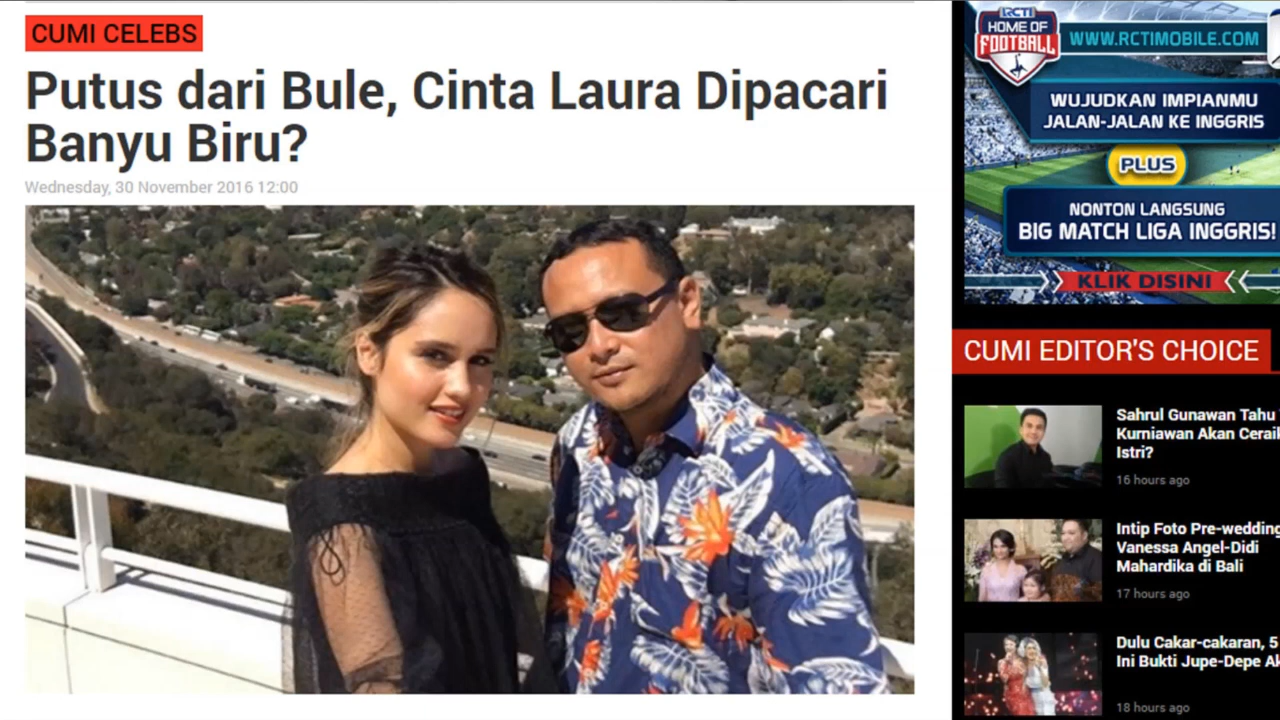 CUMI CELEBS
Putus dari Bule, Cinta Laura Dipacari
Banyu Biru?
Wednesday, 30 November 2016 12:00
RCTI
HOME OF
FOOTBALL
WWW.RCTIMOBILE.COM
WUJUDKAN IMPIANMU
JALAN-JALAN KE INGGRIS
PLUS
NONTON LANGSUNG
BIG MATCH LIGA INGGRIS!
KLIK DISINI
CUMI EDITOR'S CHOICE
Sahrul Gunawan Tahu
Kurniawan Akan Cerai
Istri?
16 hours ago
Intip Foto Pre-wedding
Vanessa Angel-Didi
Mahardika di Bali
17 hours ago
Dulu Cakar-cakaran, 5
Ini Bukti Jupe-Depe A
18 hours ago